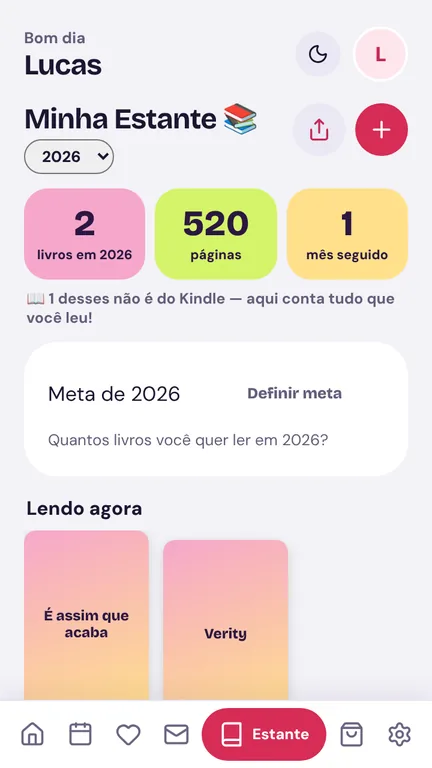 Bom dia
Lucas
L
Minha Estante 📚
2026
2
livros em 2026
520
páginas
1
mês seguido
📖 1 desses não é do Kindle — aqui conta tudo que
você leu!
Meta de 2026
Definir meta
Quantos livros você quer ler em 2026?
Lendo agora
É assim que
acaba
Verity
Estante